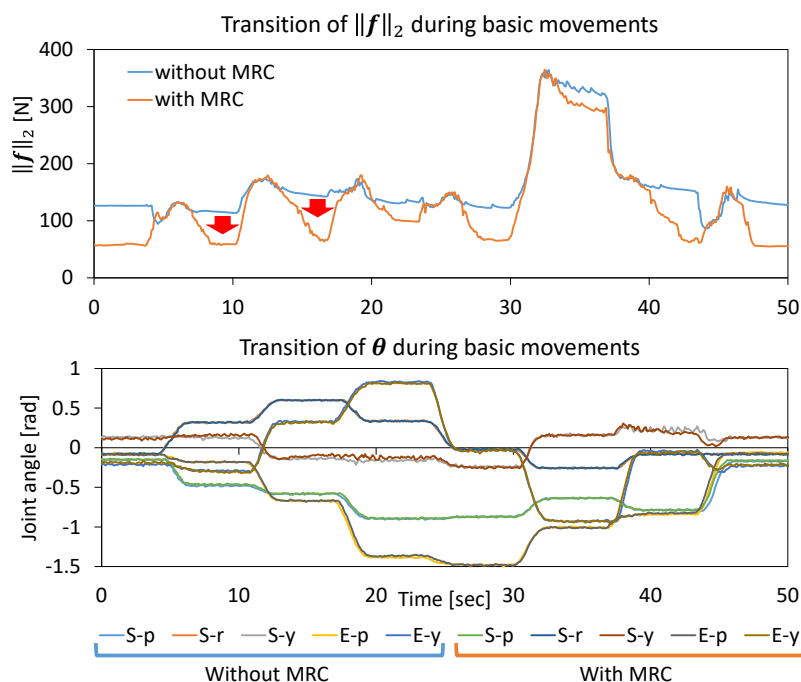 Transition of ‖𝒇‖₂ during basic movements
‖𝒇‖₂ [N]
400
300
200
100
0
without MRC
with MRC
0 10 20 30 40 50
Transition of 𝜽 during basic movements
Joint angle [rad]
1
0.5
0
-0.5
-1
-1.5
0 10 20 30 40 50
Time [sec]
S-p S-r S-y E-p E-y S-p S-r S-y E-p E-y
Without MRC With MRC